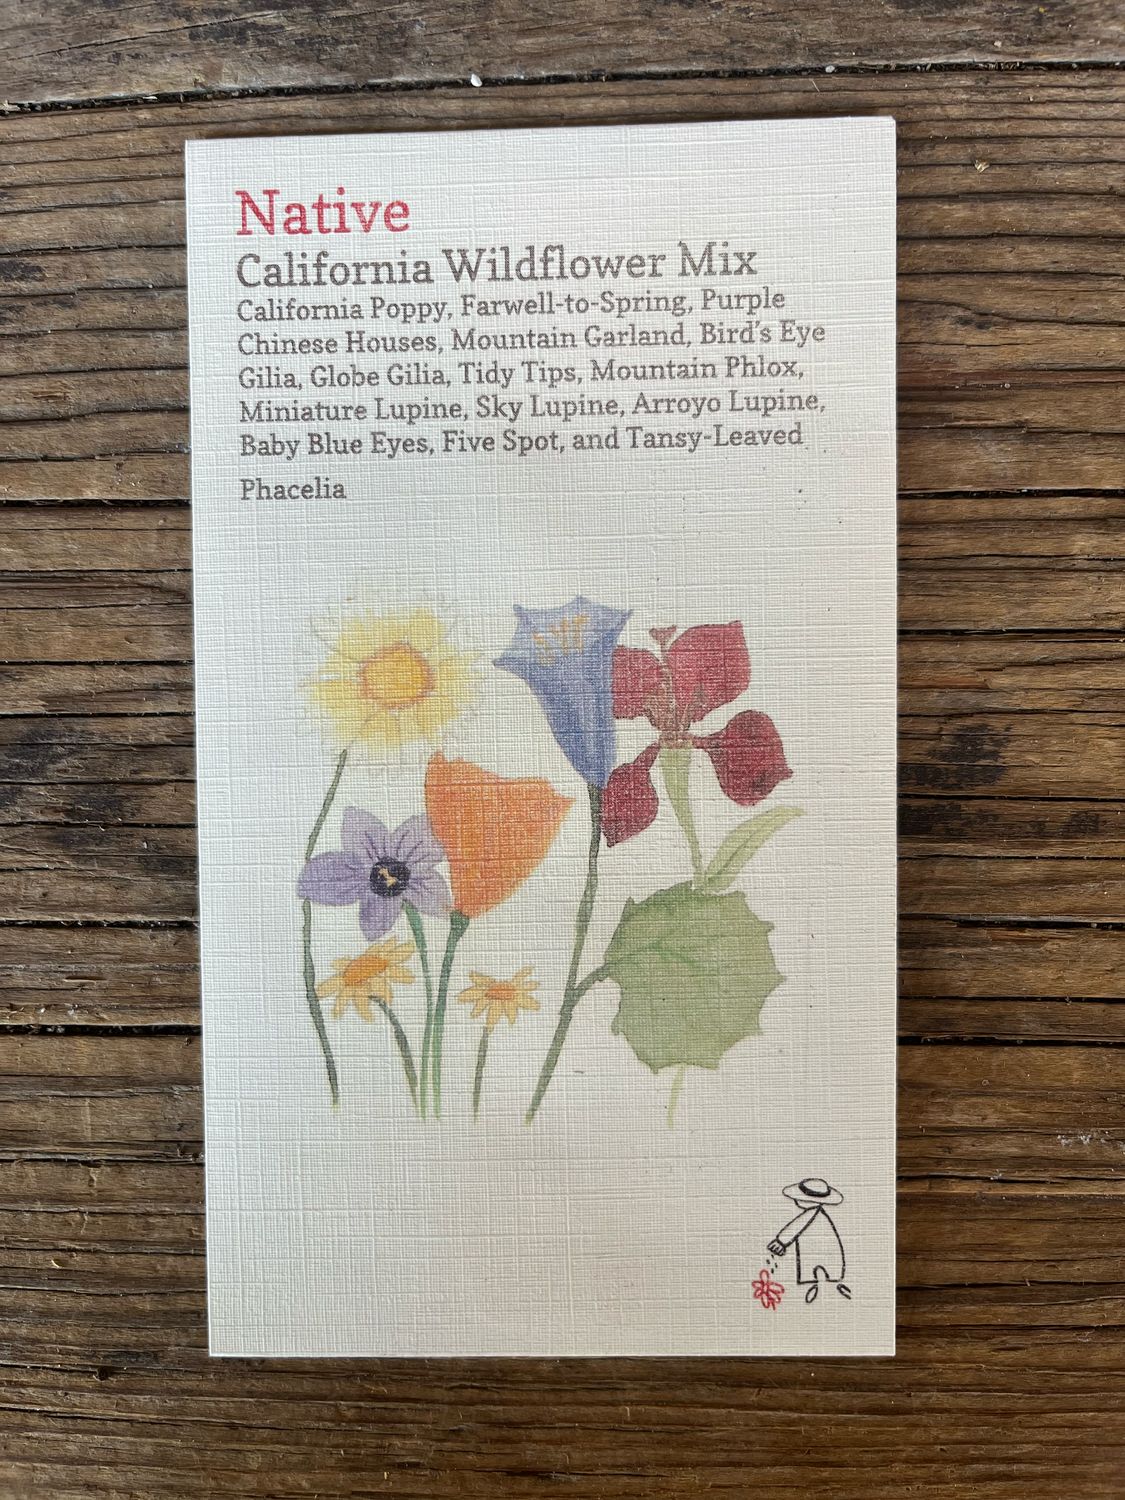 Native
California Wildflower Mix
California Poppy, Farwell-to-Spring, Purple
Chinese Houses, Mountain Garland, Bird's Eye
Gilia, Globe Gilia, Tidy Tips, Mountain Phlox,
Miniature Lupine, Sky Lupine, Arroyo Lupine,
Baby Blue Eyes, Five Spot, and Tansy-Leaved
Phacelia